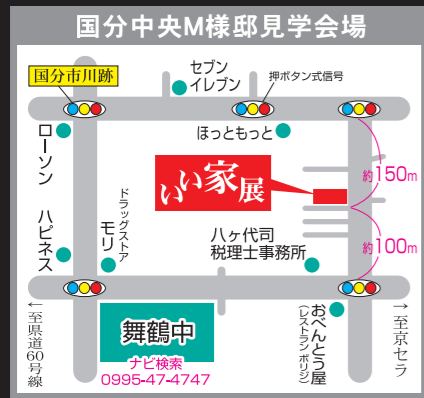 国分中央M様邸見学会場
国分市川跡
セブン
イレブン
押ボタン式信号
ローソン
ほっともっと
いい家展
約150m
約100m
ハピネス
ドラッグストア
モリ
八ヶ代司
税理士事務所
←至県道60号線
舞鶴中
ナビ検索
0995-47-4747
おべんとう屋
(レストラン ポリジ)
→至京セラ